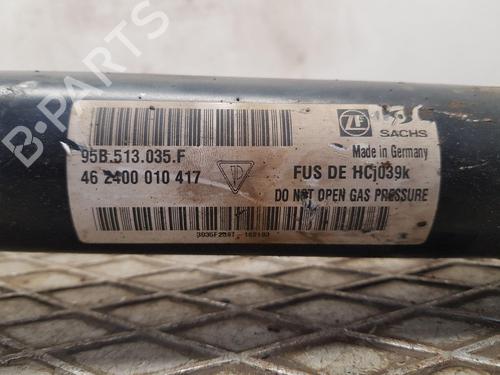 B-Parts
ZF
SACHS
95B.513.035.F
Made in Germany
46 2400 010 417
FUS DE HCj039k
DO NOT OPEN GAS PRESSURE